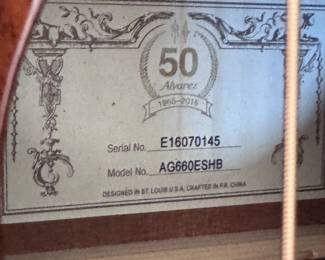 50
Alvarez
1965-2015
Serial No. E16070145
Model No. AG660ESHB
DESIGNED IN ST. LOUIS U.S.A, CRAFTED IN P.R. CHINA